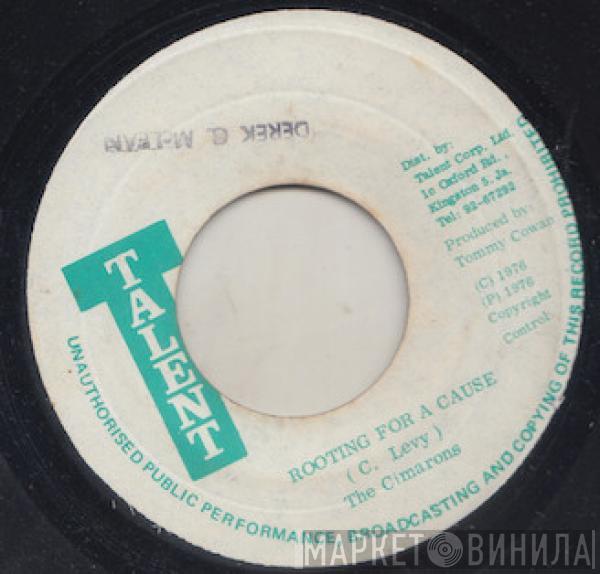 DEREK G. McLEAN
TALENT
Dist. by:
Talent Corp. Ltd.
1c Oxford Rd.,
Kingston 5, Ja.
Tel: 92-67292
Produced by:
Tommy Cowan
(C) 1976
(P) 1976
Copyright
Control
ROOTING FOR A CAUSE
( C. Levy )
The Cimarons
UNAUTHORISED PUBLIC PERFORMANCE, BROADCASTING AND COPYING OF THIS RECORD PROHIBITED
МАРКЕТ ВИНИЛА!